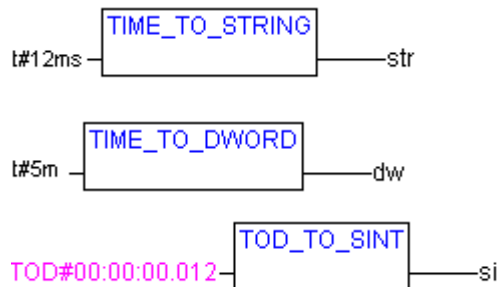 TIME_TO_STRING
t#12ms str
TIME_TO_DWORD
t#5m dw
TOD_TO_SINT
TOD#00:00:00.012 si